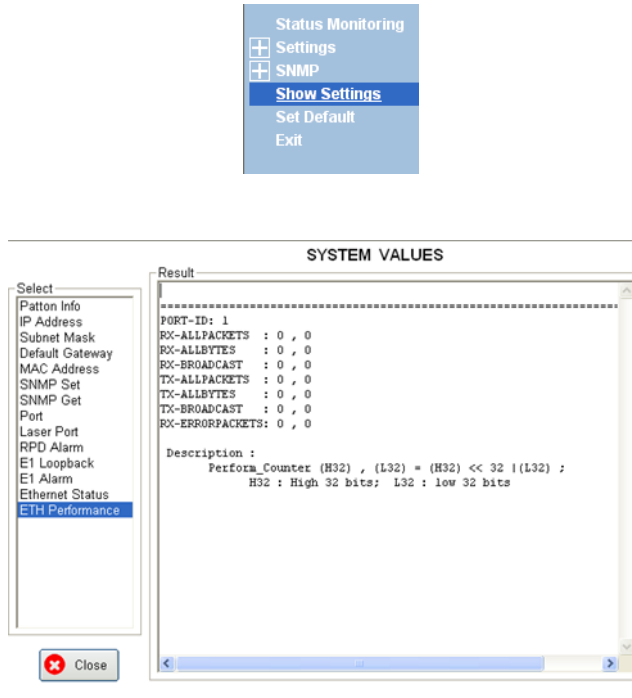 Status Monitoring
Settings
SNMP
Show Settings
Set Default
Exit
SYSTEM VALUES
Select
Patton Info
IP Address
Subnet Mask
Default Gateway
MAC Address
SNMP Set
SNMP Get
Port
Laser Port
RPD Alarm
E1 Loopback
E1 Alarm
Ethernet Status
ETH Performance
Close
Result
================================================================
PORT-ID: 1
RX-ALLPACKETS : 0 , 0
RX-ALLBYTES : 0 , 0
RX-BROADCAST : 0 , 0
TX-ALLPACKETS : 0 , 0
TX-ALLBYTES : 0 , 0
TX-BROADCAST : 0 , 0
RX-ERRORPACKETS: 0 , 0
Description :
Perform_Counter (H32) , (L32) = (H32) << 32 |(L32) ;
H32 : High 32 bits; L32 : low 32 bits